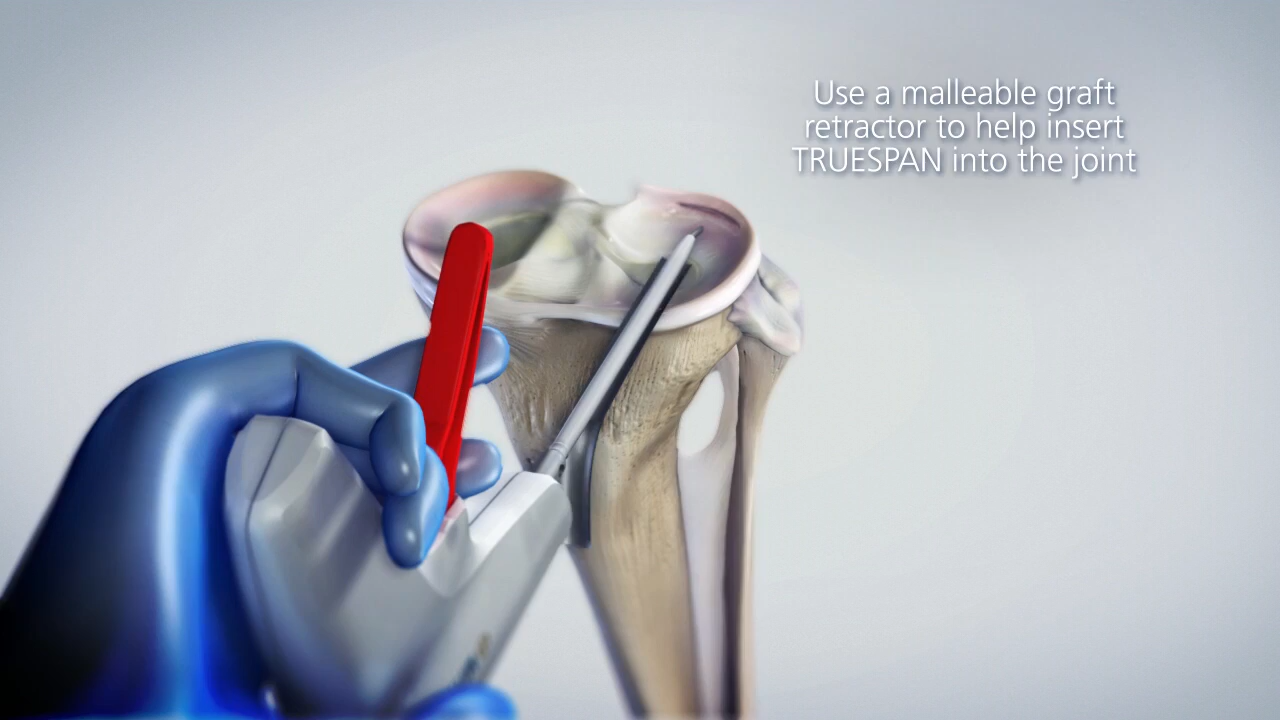 Use a malleable graft
retractor to help insert
TRUESPAN into the joint